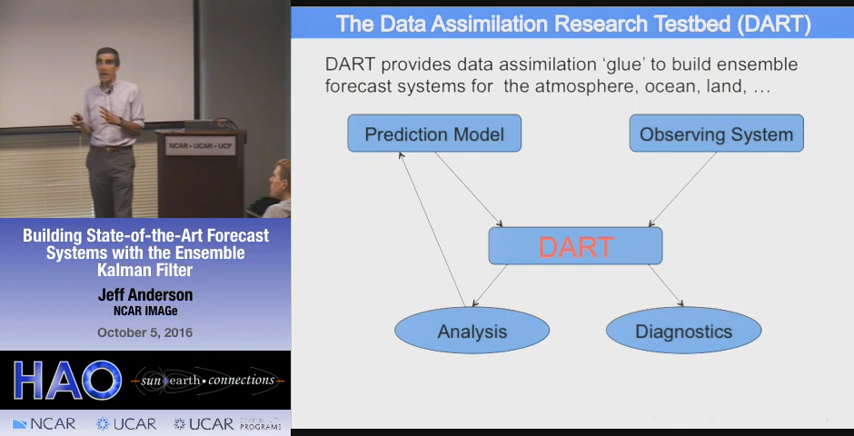 NCAR • UCAR • UCP
Building State-of-the-Art Forecast
Systems with the Ensemble
Kalman Filter
Jeff Anderson
NCAR IMAGe
October 5, 2016
HAO
sun earth • connections
NCAR
UCAR
UCAR
PROGRAMS
The Data Assimilation Research Testbed (DART)
DART provides data assimilation ‘glue’ to build ensemble
forecast systems for the atmosphere, ocean, land, …
Prediction Model
Observing System
DART
Analysis
Diagnostics